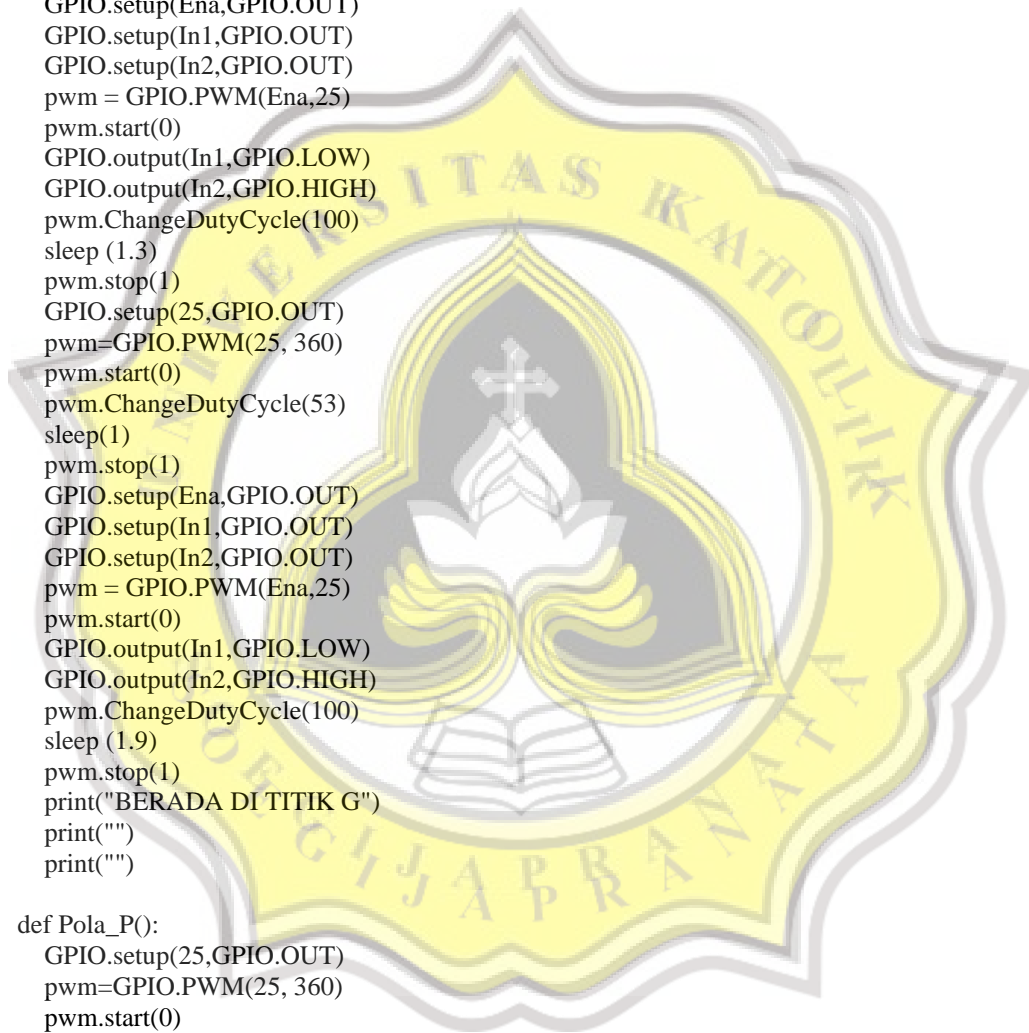 GPIO.setup(Ena,GPIO.OUT)
GPIO.setup(In1,GPIO.OUT)
GPIO.setup(In2,GPIO.OUT)
pwm = GPIO.PWM(Ena,25)
pwm.start(0)
GPIO.output(In1,GPIO.LOW)
GPIO.output(In2,GPIO.HIGH)
pwm.ChangeDutyCycle(100)
sleep (1.3)
pwm.stop(1)
GPIO.setup(25,GPIO.OUT)
pwm=GPIO.PWM(25, 360)
pwm.start(0)
pwm.ChangeDutyCycle(53)
sleep(1)
pwm.stop(1)
GPIO.setup(Ena,GPIO.OUT)
GPIO.setup(In1,GPIO.OUT)
GPIO.setup(In2,GPIO.OUT)
pwm = GPIO.PWM(Ena,25)
pwm.start(0)
GPIO.output(In1,GPIO.LOW)
GPIO.output(In2,GPIO.HIGH)
pwm.ChangeDutyCycle(100)
sleep (1.9)
pwm.stop(1)
print("BERADA DI TITIK G")
print("")
print("")
def Pola_P():
GPIO.setup(25,GPIO.OUT)
pwm=GPIO.PWM(25, 360)
pwm.start(0)
UNIVERSITAS KATOLIK
SOEGIJAPRANATA